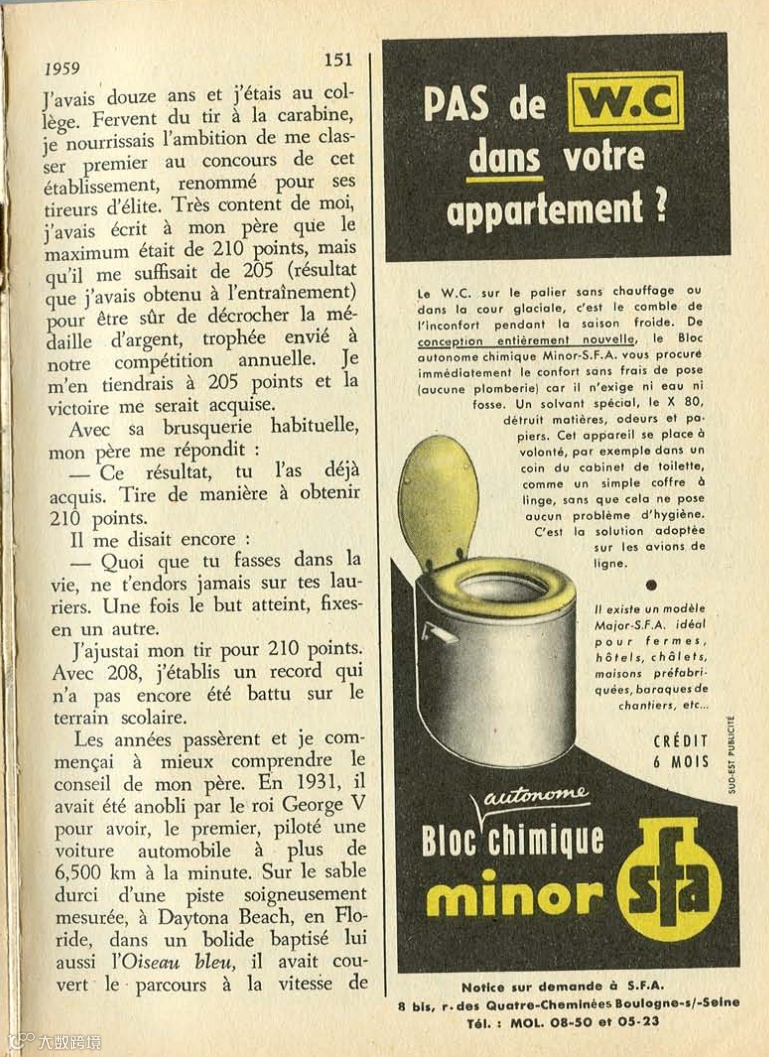 1959
151
J'avais douze ans et j'étais au col-
lège. Fervent du tir à la carabine,
je nourrissais l'ambition de me clas-
ser premier au concours de cet
établissement, renommé pour ses
tireurs d'élite. Très content de moi,
j'avais écrit à mon père que le
maximum était de 210 points, mais
qu'il me suffisait de 205 (résultat
que j'avais obtenu à l'entraînement)
pour être sûr de décrocher la mé-
daille d'argent, trophée envié à
notre compétition annuelle. Je
m'en tiendrais à 205 points et la
victoire me serait acquise.
Avec sa brusquerie habituelle,
mon père me répondit :
— Ce résultat, tu l'as déjà
acquis. Tire de manière à obtenir
210 points.
Il me disait encore :
— Quoi que tu fasses dans la
vie, ne t'endors jamais sur tes lau-
riers. Une fois le but atteint, fixes-
en un autre.
J'ajustai mon tir pour 210 points.
Avec 208, j'établis un record qui
n'a pas encore été battu sur le
terrain scolaire.
Les années passèrent et je com-
mençai à mieux comprendre le
conseil de mon père. En 1931, il
avait été anobli par le roi George V
pour avoir, le premier, piloté une
voiture automobile à plus de
6,500 km à la minute. Sur le sable
durci d'une piste soigneusement
mesurée, à Daytona Beach, en Flo-
ride, dans un bolide baptisé lui
aussi l'Oiseau bleu, il avait cou-
vert le parcours à la vitesse de
PAS de W.C
dans votre
appartement ?
Le W.C. sur le palier sans chauffage ou
dans la cour glaciale, c'est le comble de
l'inconfort pendant la saison froide. De
conception entièrement nouvelle, le Bloc
autonome chimique Minor-S.F.A. vous procure
immédiatement le confort sans frais de pose
(aucune plomberie) car il n'exige ni eau ni
fosse. Un solvant spécial, le X 80,
détruit matières, odeurs et pa-
piers. Cet appareil se place à
volonté, par exemple dans un
coin du cabinet de toilette,
comme un simple coffre à
linge, sans que cela ne pose
aucun problème d'hygiène.
C'est la solution adoptée
sur les avions de
ligne.
Il existe un modèle
Major-S.F.A. idéal
pour fermes,
hôtels, châlets,
maisons préfabri-
quées, baraques de
chantiers, etc...
CRÉDIT
6 MOIS
SUD-EST PUBLICITÉ
autonome
Bloc chimique
minor sfa
Notice sur demande à S.F.A.
8 bis, r. des Quatre-Cheminées Boulogne-s/-Seine
Tél. : MOL. 08-50 et 05-23
大数跨境